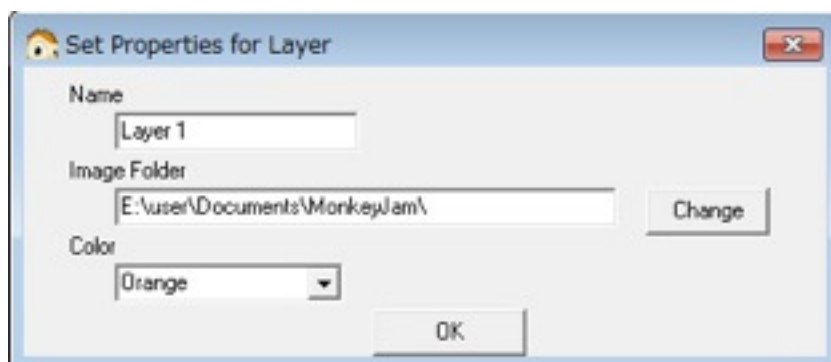 Set Properties for Layer
Name
Layer 1
Image Folder
E:\user\Documents\MonkeyJam\
Change
Color
Orange
OK